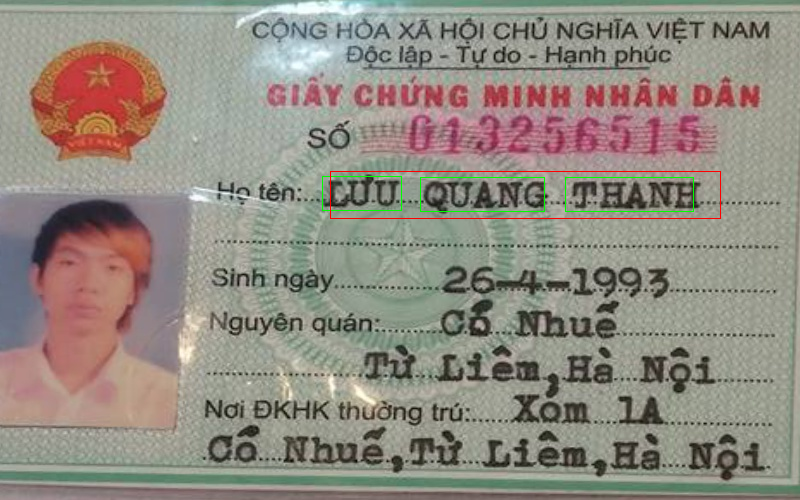 CỘNG HÒA XÃ HỘI CHỦ NGHĨA VIỆT NAM
Độc lập - Tự do - Hạnh phúc
GIẤY CHỨNG MINH NHÂN DÂN
SỐ 013256515
Họ tên: LƯU QUANG THANH
Sinh ngày 26-4-1993
Nguyên quán: Cổ Nhuế
Từ Liêm, Hà Nội
Nơi ĐKHK thường trú: Xóm 1A
Cổ Nhuế, Từ Liêm, Hà Nội
VIỆT NAM